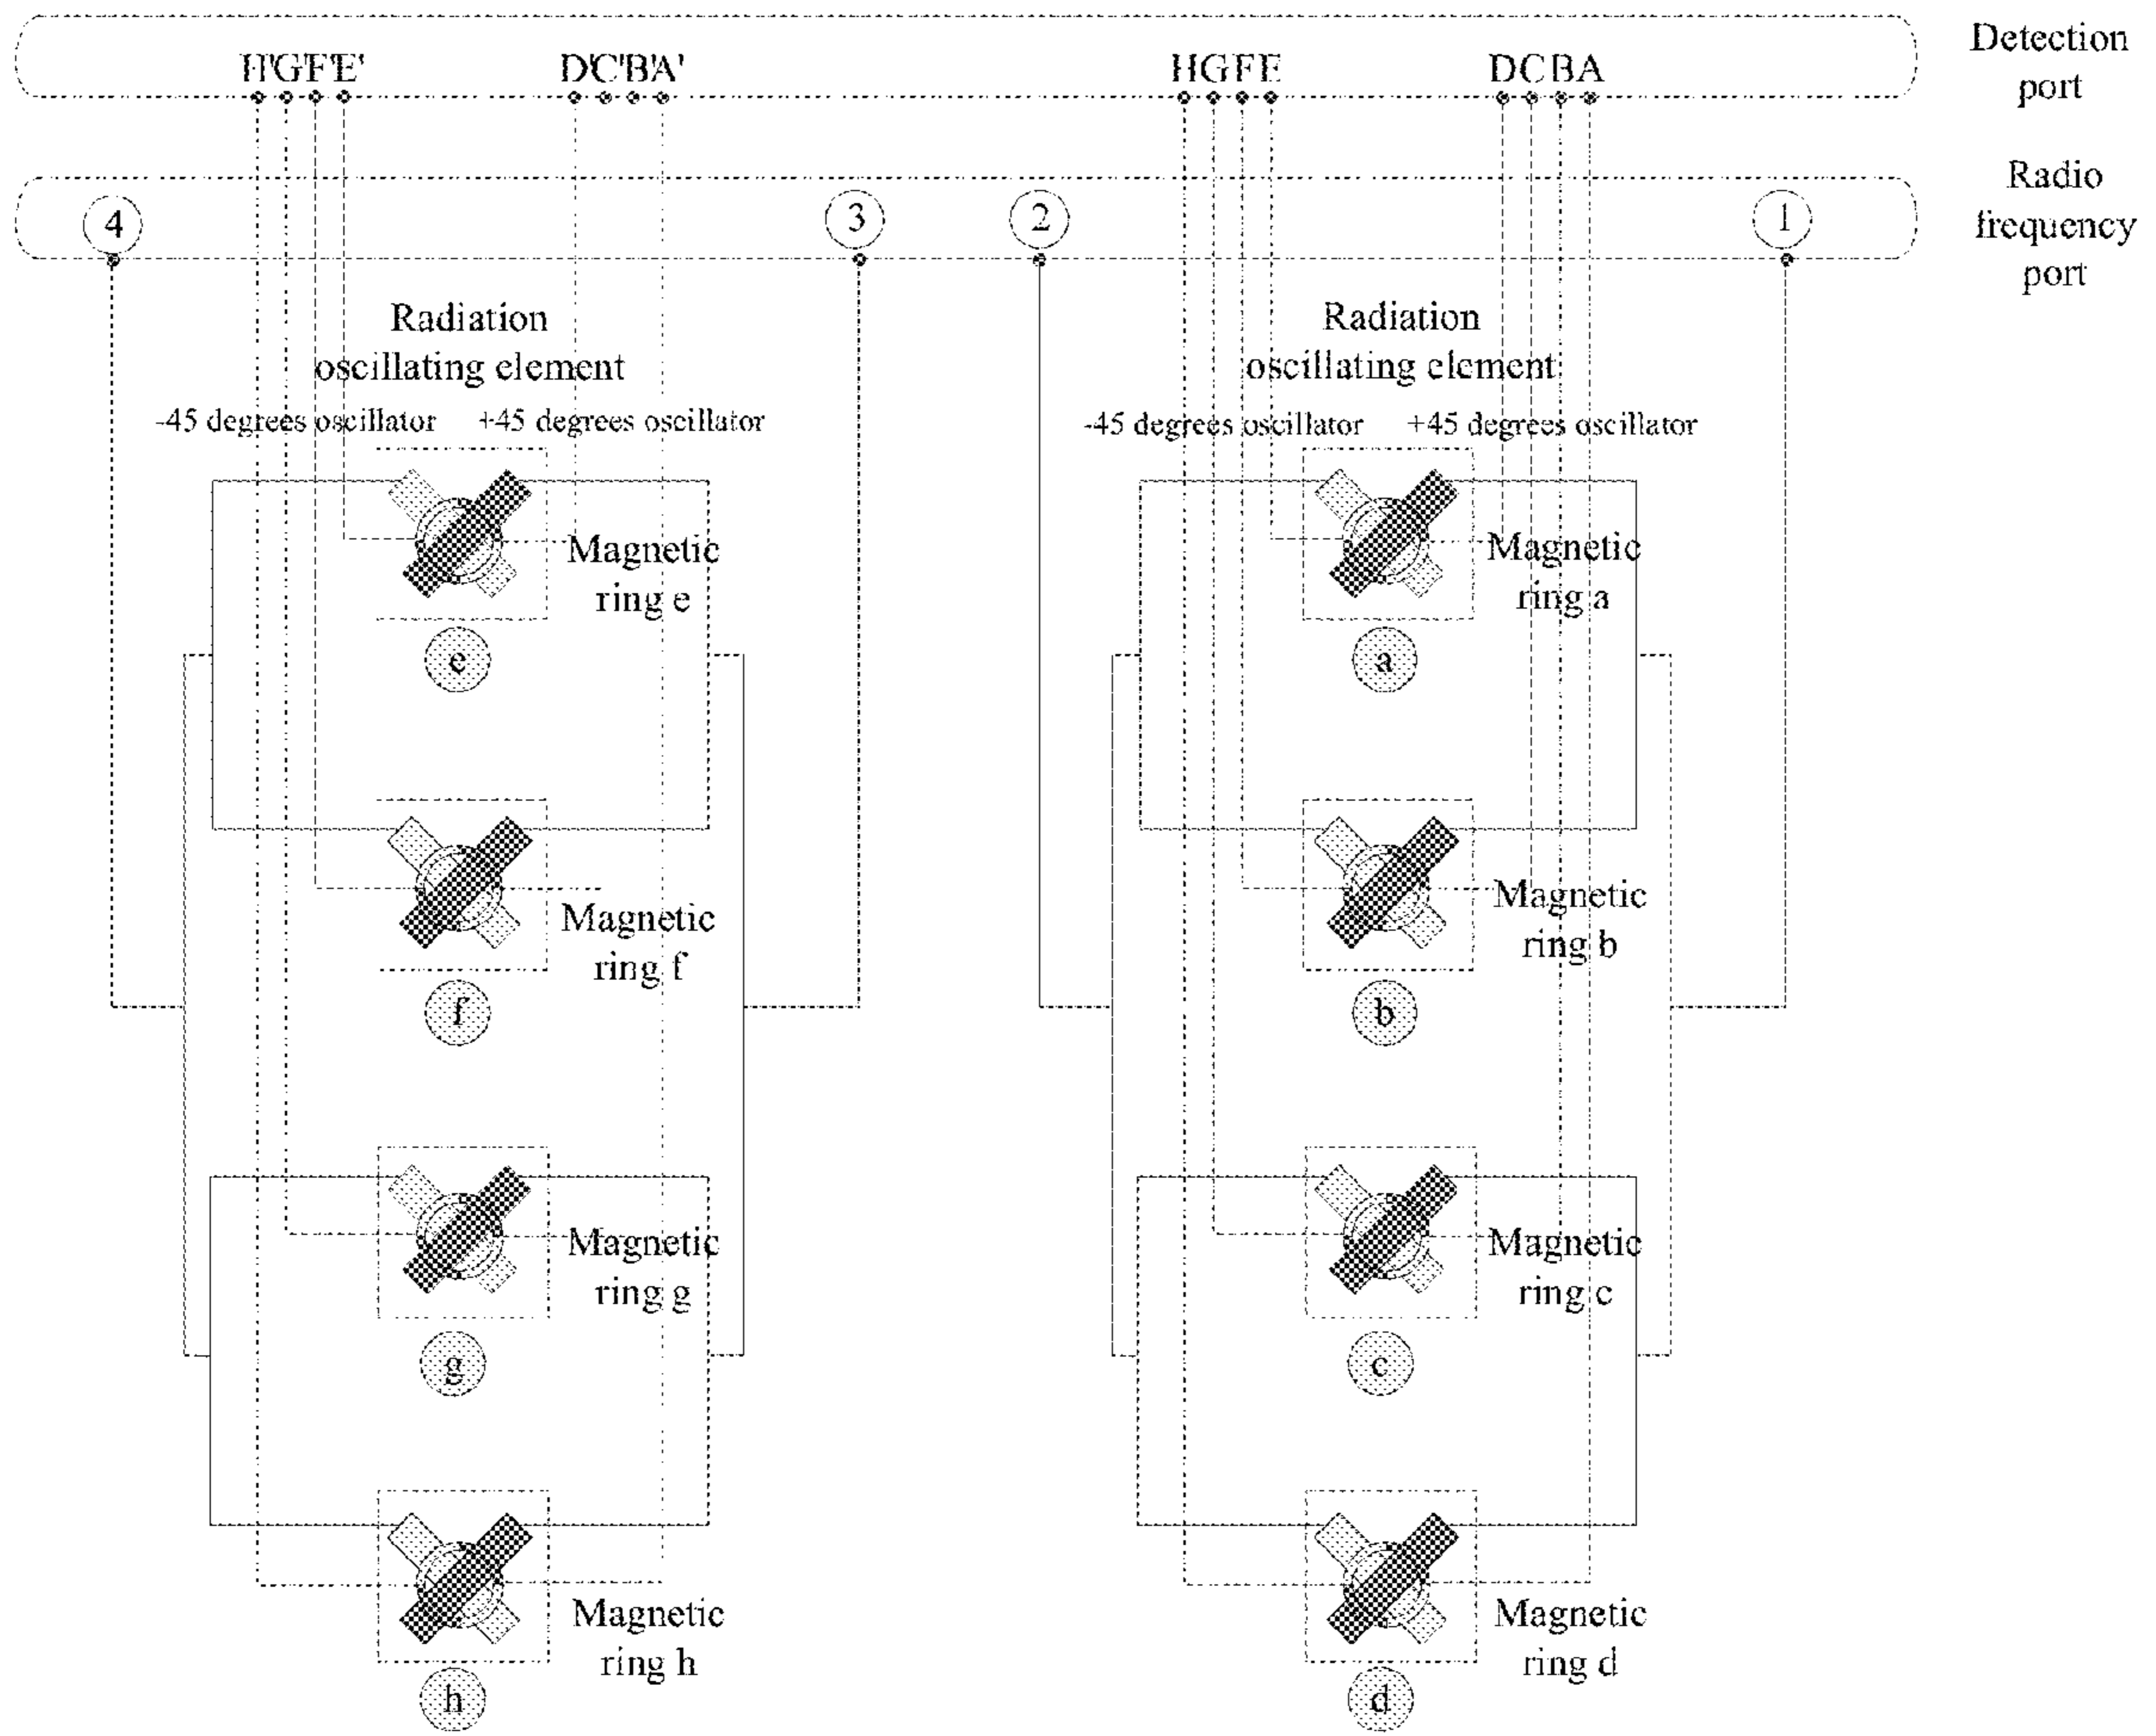 H'G'F'E' D'C'B'A' HGFE DCBA
Detection
port
4 3 2 1
Radio
frequency
port
Radiation
oscillating element
-45 degrees oscillator +45 degrees oscillator
Radiation
oscillating element
-45 degrees oscillator +45 degrees oscillator
Magnetic
ring e
e
Magnetic
ring a
a
Magnetic
ring f
f
Magnetic
ring b
b
Magnetic
ring g
g
Magnetic
ring c
c
Magnetic
ring h
h
Magnetic
ring d
d